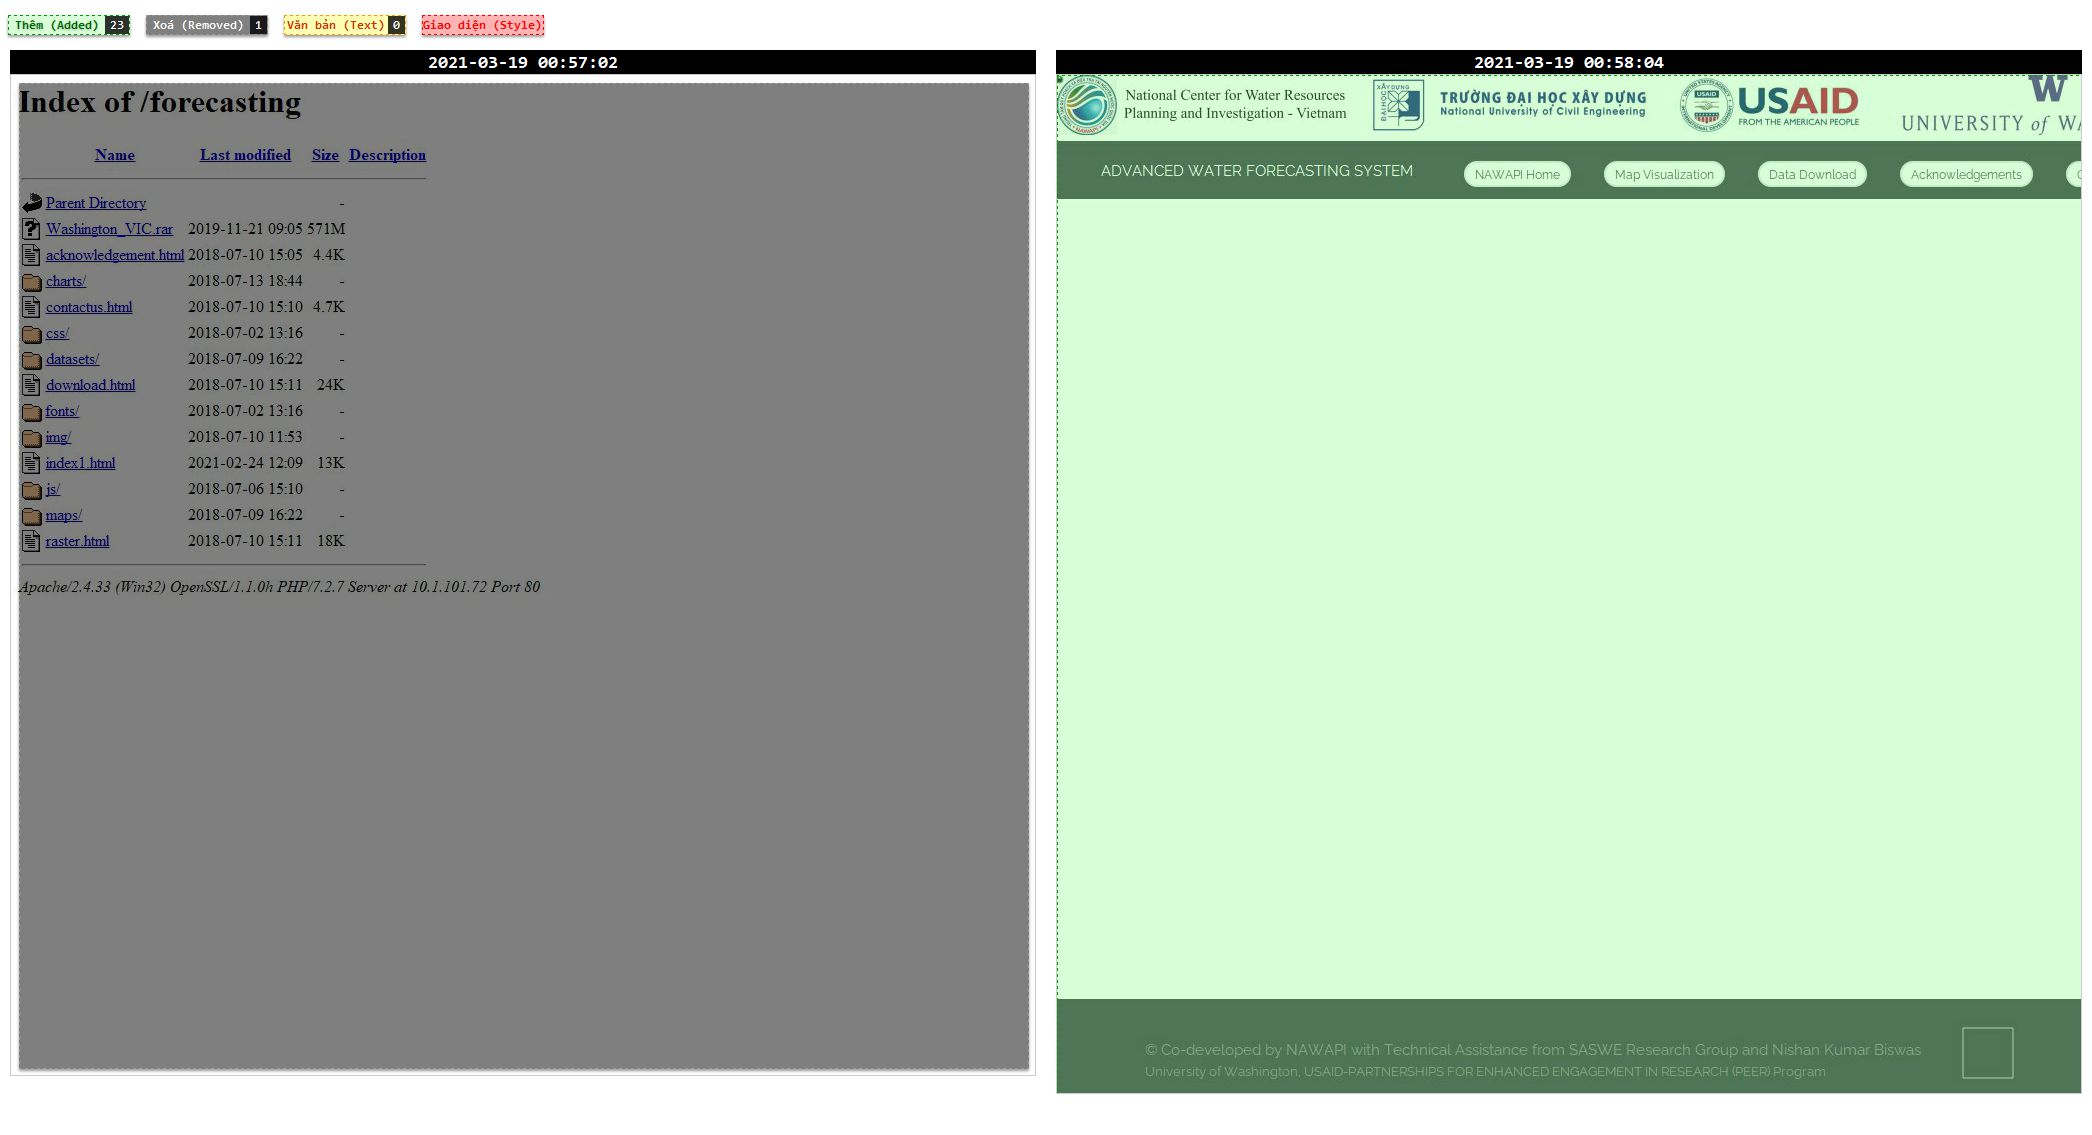 Thêm (Added) 23 Xoá (Removed) 1 Văn bản (Text) 0 Giao diện (Style)
2021-03-19 00:57:02
Index of /forecasting
Name Last modified Size Description
Parent Directory -
Washington_VIC.rar 2019-11-21 09:05 571M
acknowledgement.html 2018-07-10 15:05 4.4K
charts/ 2018-07-13 18:44 -
contactus.html 2018-07-10 15:10 4.7K
css/ 2018-07-02 13:16 -
datasets/ 2018-07-09 16:22 -
download.html 2018-07-10 15:11 24K
fonts/ 2018-07-02 13:16 -
img/ 2018-07-10 11:53 -
index1.html 2021-02-24 12:09 13K
js/ 2018-07-06 15:10 -
maps/ 2018-07-09 16:22 -
raster.html 2018-07-10 15:11 18K
Apache/2.4.33 (Win32) OpenSSL/1.1.0h PHP/7.2.7 Server at 10.1.101.72 Port 80
2021-03-19 00:58:04
National Center for Water Resources
Planning and Investigation - Vietnam
XÂY DỰNG
ĐẠI HỌC
TRƯỜNG ĐẠI HỌC XÂY DỰNG
National University of Civil Engineering
USAID
USAID
FROM THE AMERICAN PEOPLE
W
UNIVERSITY of WA
ADVANCED WATER FORECASTING SYSTEM NAWAPI Home Map Visualization Data Download Acknowledgements
© Co-developed by NAWAPI with Technical Assistance from SASWE Research Group and Nishan Kumar Biswas
University of Washington, USAID-PARTNERSHIPS FOR ENHANCED ENGAGEMENT IN RESEARCH (PEER) Program